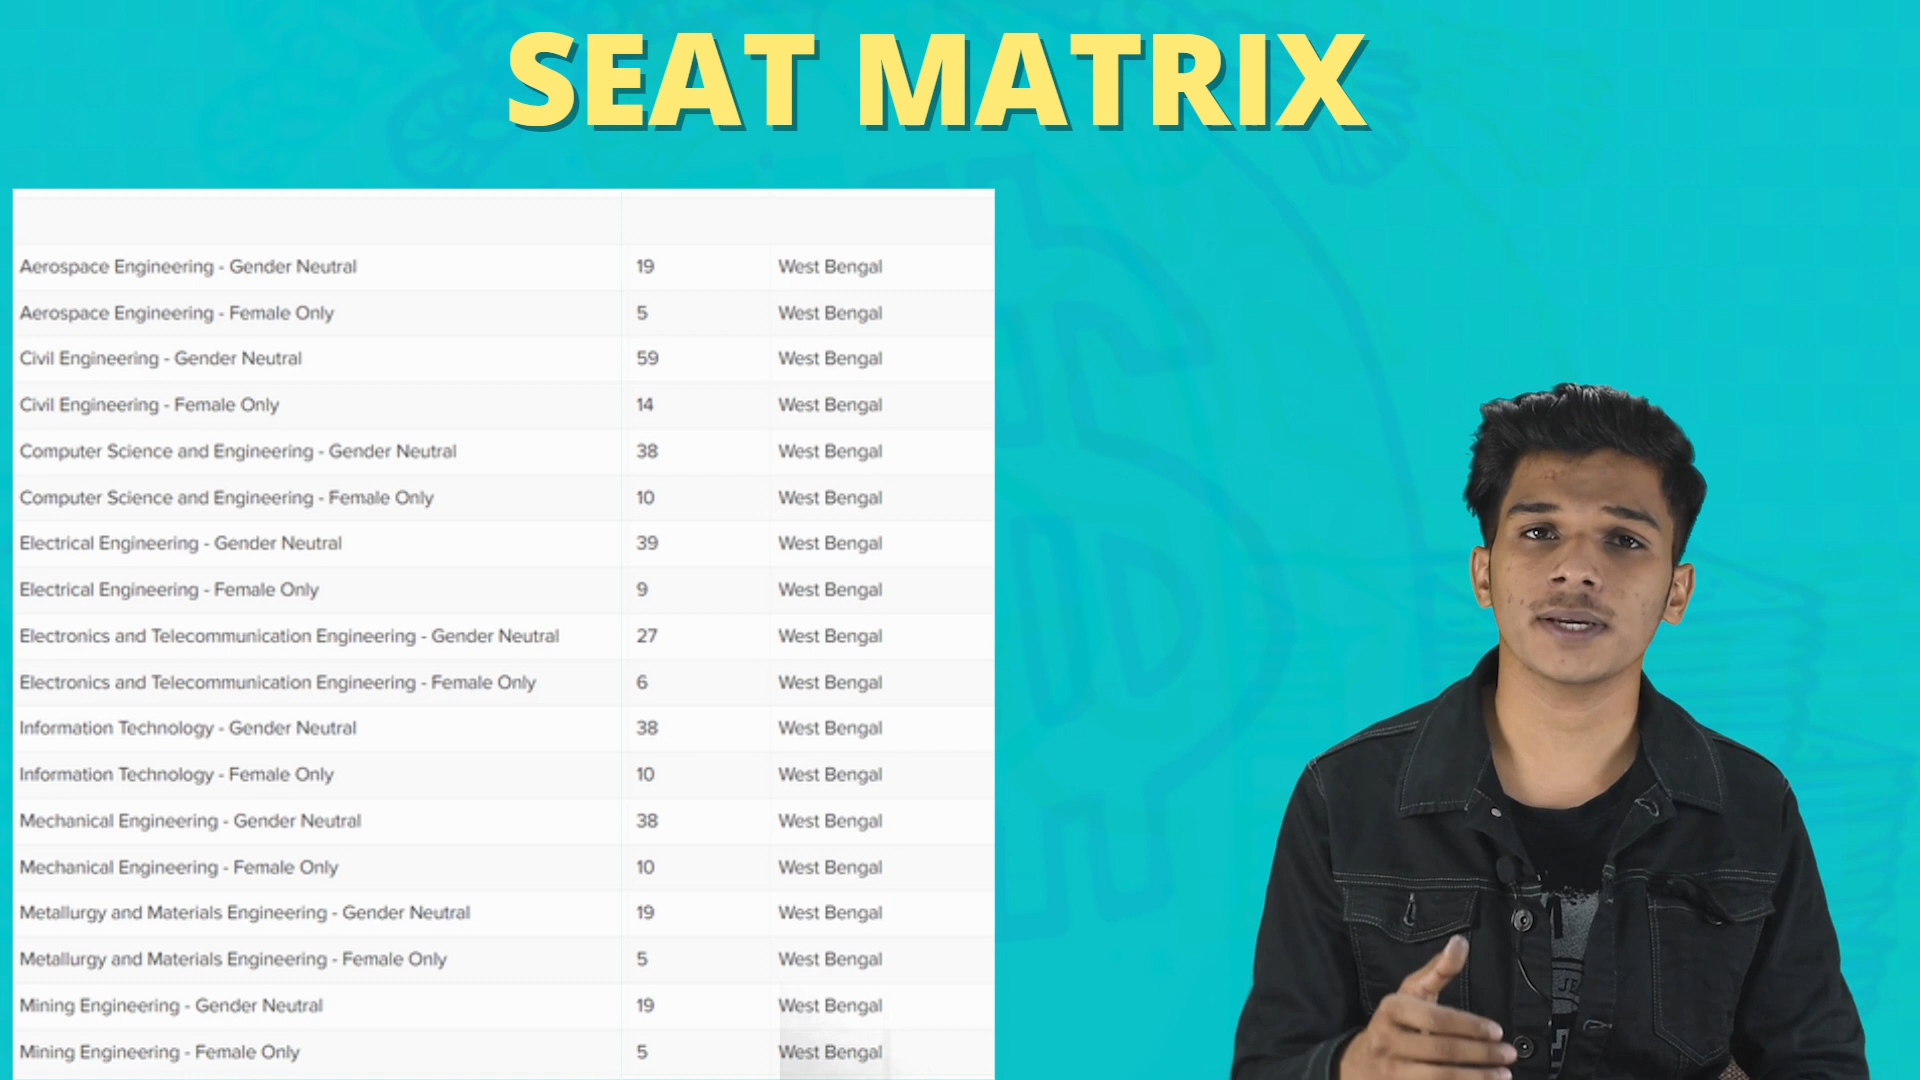 SEAT MATRIX
Aerospace Engineering - Gender Neutral 19 West Bengal
Aerospace Engineering - Female Only 5 West Bengal
Civil Engineering - Gender Neutral 59 West Bengal
Civil Engineering - Female Only 14 West Bengal
Computer Science and Engineering - Gender Neutral 38 West Bengal
Computer Science and Engineering - Female Only 10 West Bengal
Electrical Engineering - Gender Neutral 39 West Bengal
Electrical Engineering - Female Only 9 West Bengal
Electronics and Telecommunication Engineering - Gender Neutral 27 West Bengal
Electronics and Telecommunication Engineering - Female Only 6 West Bengal
Information Technology - Gender Neutral 38 West Bengal
Information Technology - Female Only 10 West Bengal
Mechanical Engineering - Gender Neutral 38 West Bengal
Mechanical Engineering - Female Only 10 West Bengal
Metallurgy and Materials Engineering - Gender Neutral 19 West Bengal
Metallurgy and Materials Engineering - Female Only 5 West Bengal
Mining Engineering - Gender Neutral 19 West Bengal
Mining Engineering - Female Only 5 West Bengal